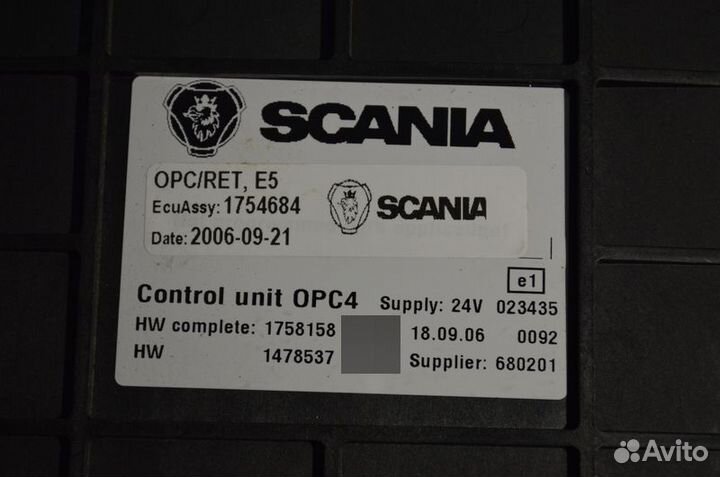 SCANIA
OPC/RET, E5
EcuAssy: 1754684
SCANIA
Date: 2006-09-21
e1
Control unit OPC4 Supply: 24V 023435
HW complete: 1758158 18.09.06 0092
HW 1478537 Supplier: 680201
Avito